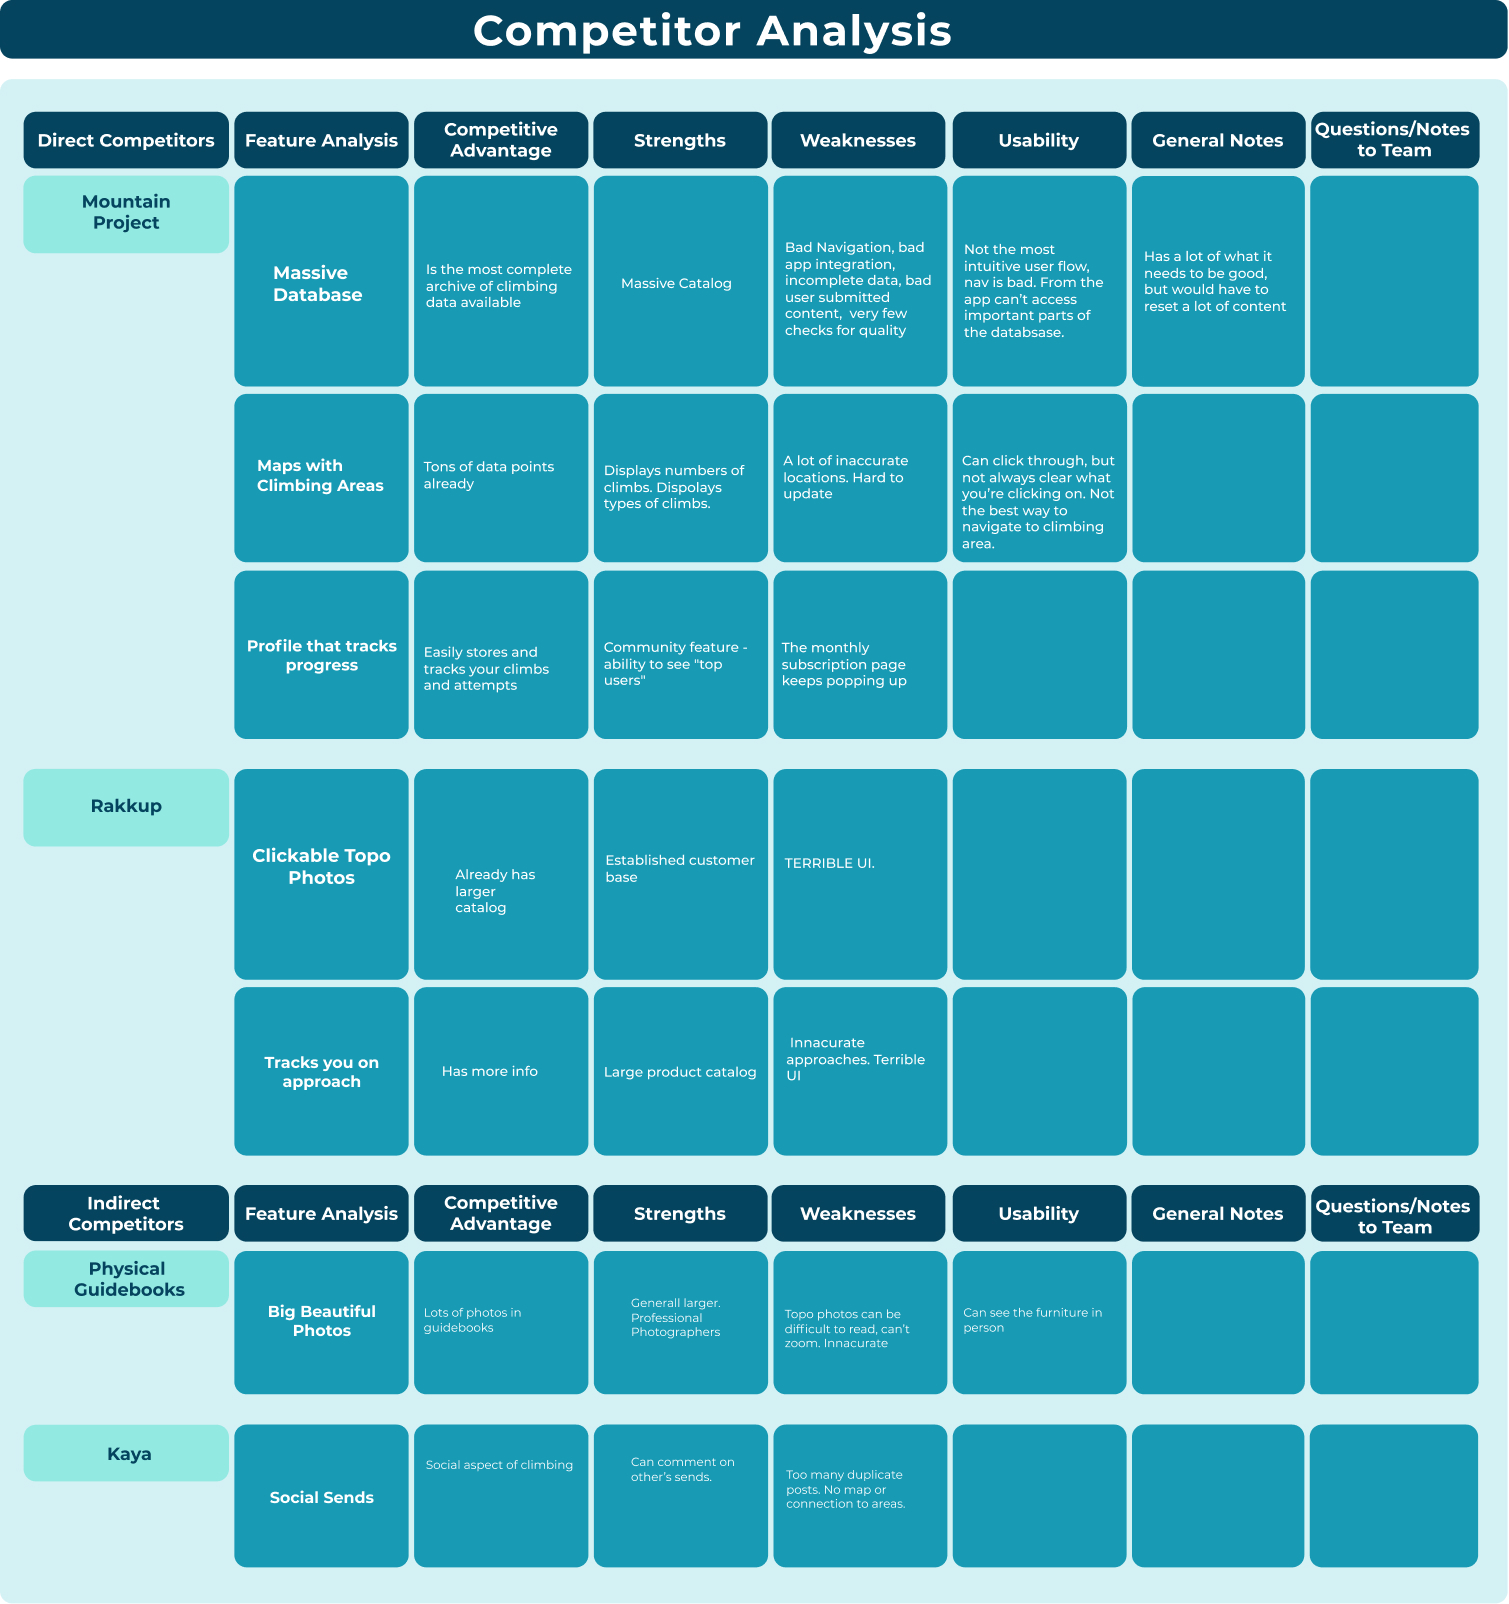 Competitor Analysis
Direct Competitors
Feature Analysis
Competitive
Advantage
Strengths
Weaknesses
Usability
General Notes
Questions/Notes
to Team
Mountain
Project
Massive
Database
Is the most complete
archive of climbing
data available
Massive Catalog
Bad Navigation, bad
app integration,
incomplete data, bad
user submitted
content,  very few
checks for quality
Not the most
intuitive user flow,
nav is bad. From the
app can't access
important parts of
the databsase.
Has a lot of what it
needs to be good,
but would have to
reset a lot of content
Maps with
Climbing Areas
Tons of data points
already
Displays numbers of
climbs. Dispolays
types of climbs.
A lot of inaccurate
locations. Hard to
update
Can click through, but
not always clear what
you're clicking on. Not
the best way to
navigate to climbing
area.
Profile that tracks
progress
Easily stores and
tracks your climbs
and attempts
Community feature -
ability to see "top
users"
The monthly
subscription page
keeps popping up
Rakkup
Clickable Topo
Photos
Already has
larger
catalog
Established customer
base
TERRIBLE UI.
Tracks you on
approach
Has more info
Large product catalog
Innacurate
approaches. Terrible
UI
Indirect
Competitors
Feature Analysis
Competitive
Advantage
Strengths
Weaknesses
Usability
General Notes
Questions/Notes
to Team
Physical
Guidebooks
Big Beautiful
Photos
Lots of photos in
guidebooks
Generall larger.
Professional
Photographers
Topo photos can be
difficult to read, can't
zoom. Innacurate
Can see the furniture in
person
Kaya
Social Sends
Social aspect of climbing
Can comment on
other's sends.
Too many duplicate
posts. No map or
connection to areas.